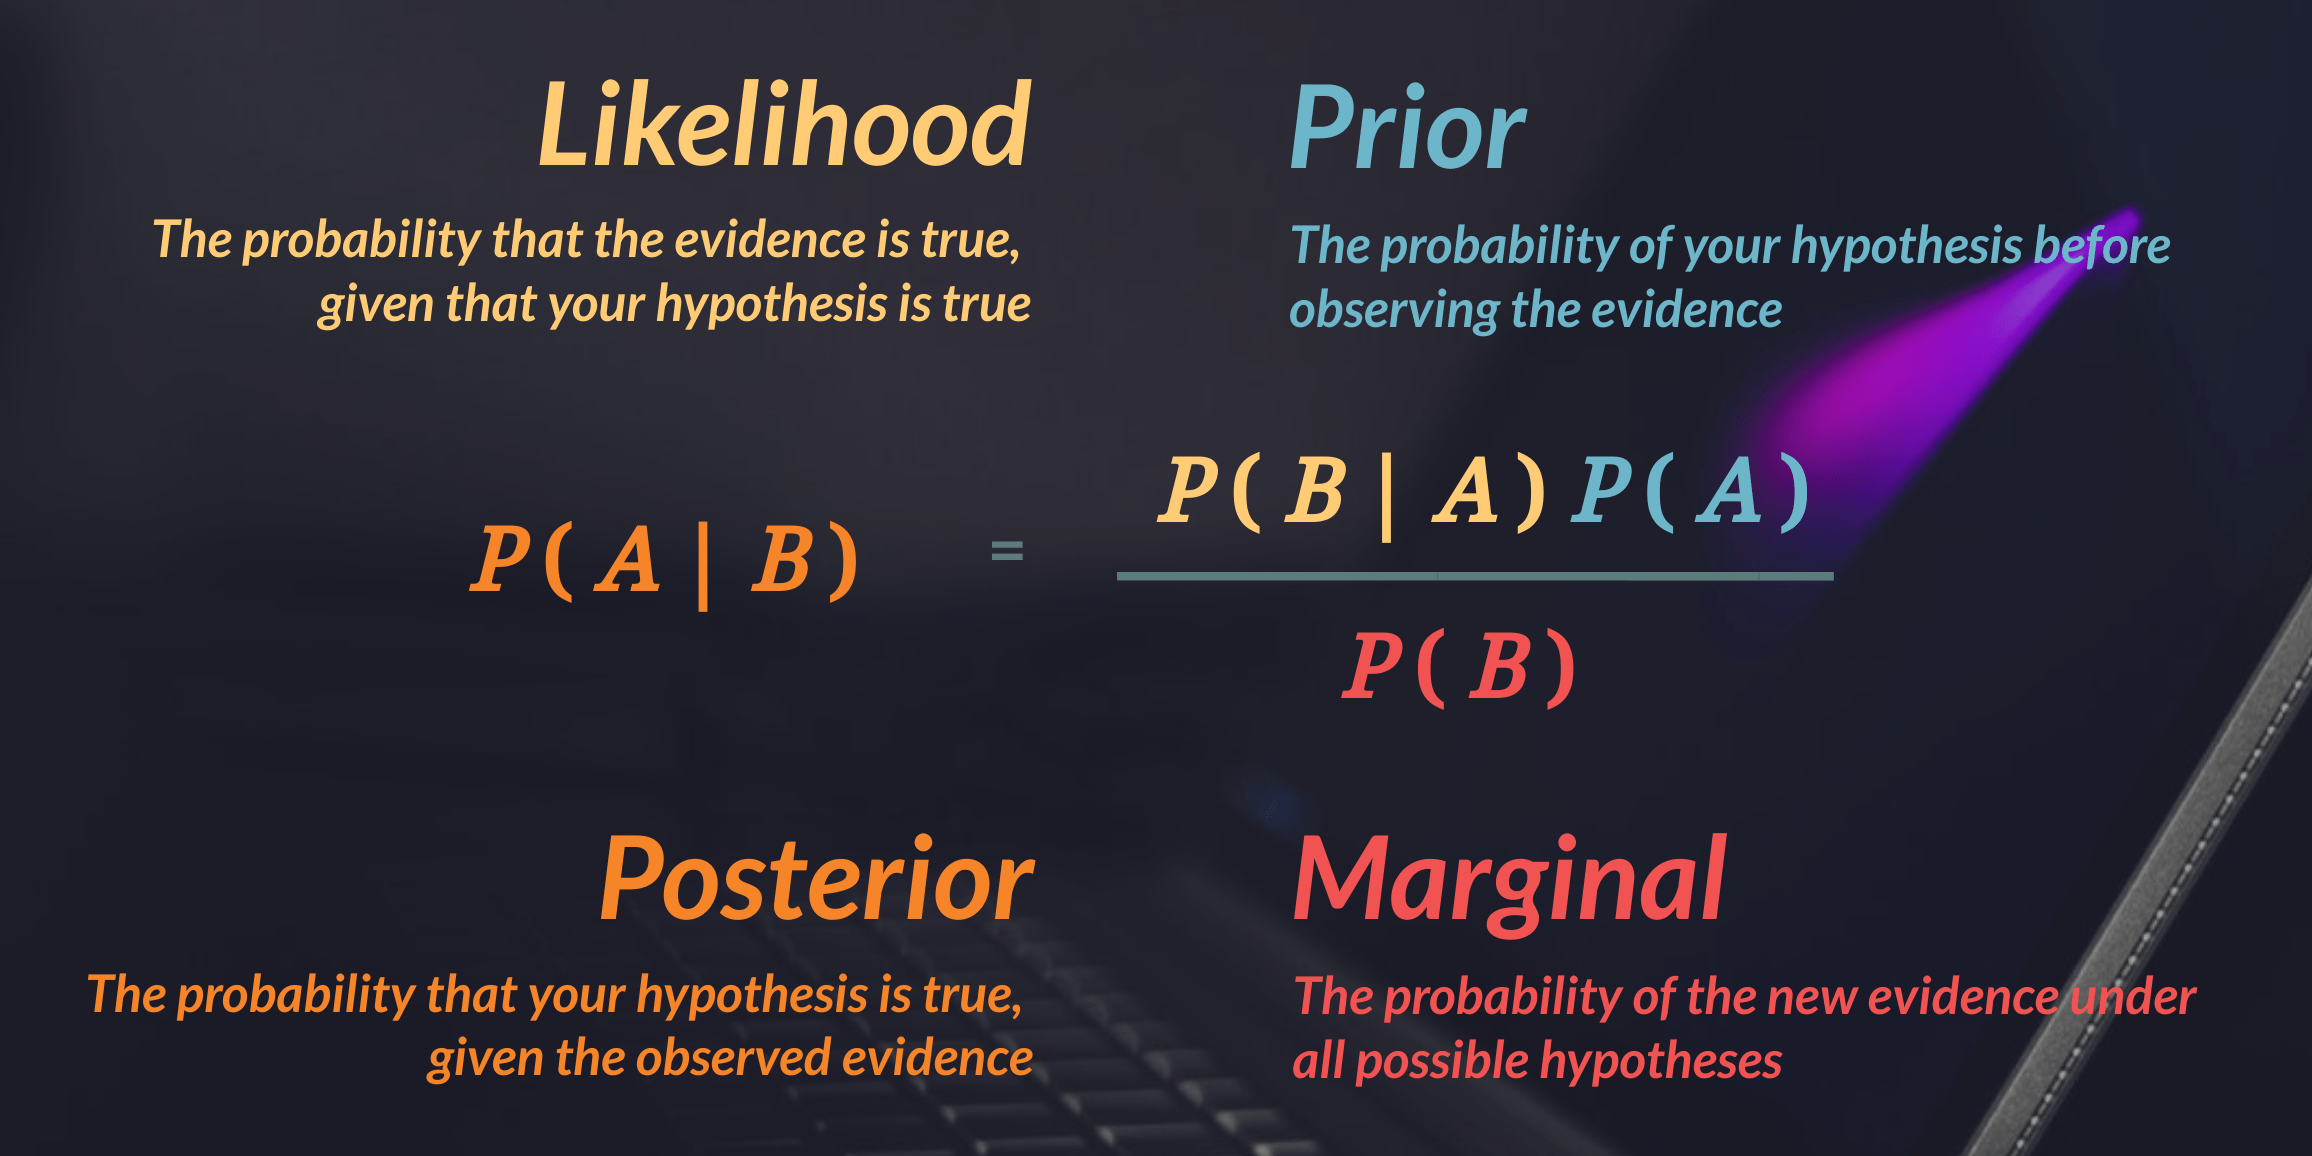 Likelihood
The probability that the evidence is true,
given that your hypothesis is true
Prior
The probability of your hypothesis before
observing the evidence
P( A | B ) = P( B | A ) P( A )
P( B )
Posterior
The probability that your hypothesis is true,
given the observed evidence
Marginal
The probability of the new evidence under
all possible hypotheses